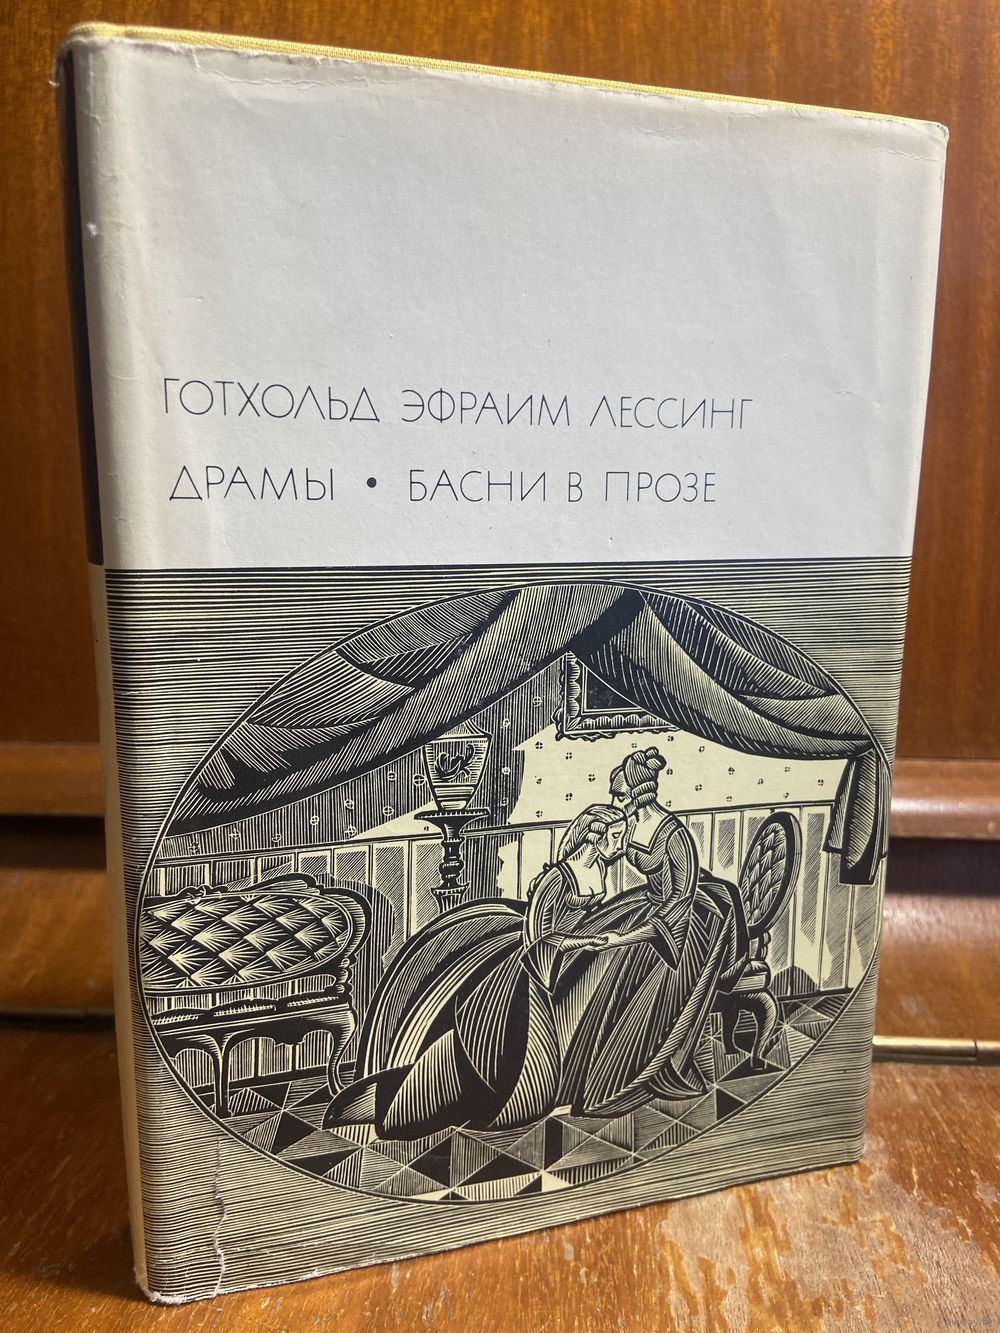 ГОТХОЛЬД ЭФРАИМ ЛЕССИНГ
ДРАМЫ • БАСНИ В ПРОЗЕ